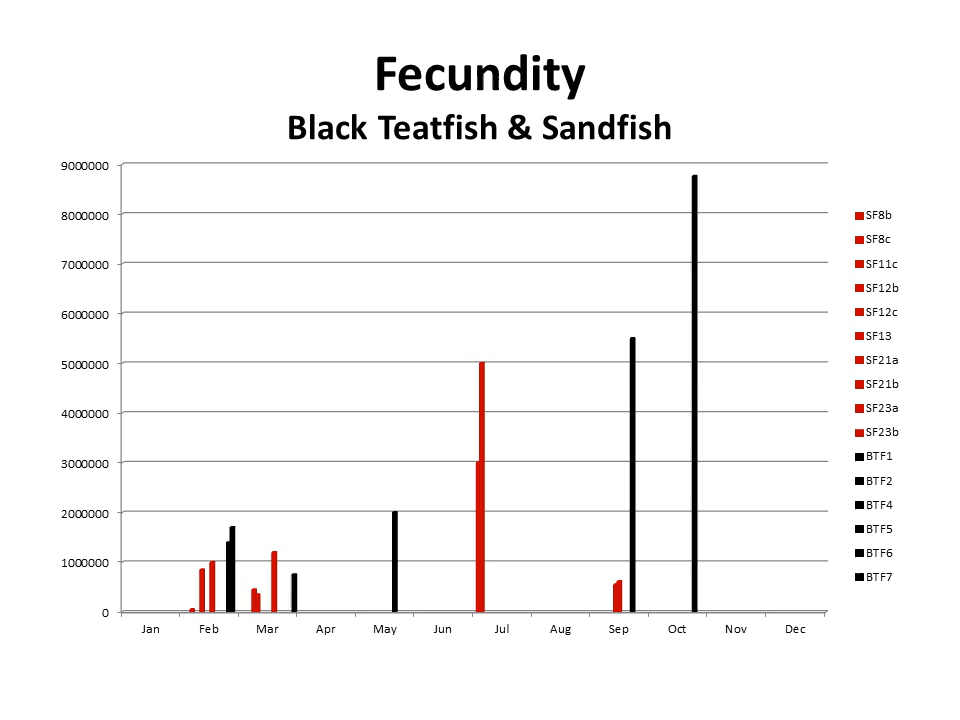 Fecundity
Black Teatfish & Sandfish
9000000
8000000
7000000
6000000
5000000
4000000
3000000
2000000
1000000
0
Jan Feb Mar Apr May Jun Jul Aug Sep Oct Nov Dec
SF8b
SF8c
SF11c
SF12b
SF12c
SF13
SF21a
SF21b
SF23a
SF23b
BTF1
BTF2
BTF4
BTF5
BTF6
BTF7